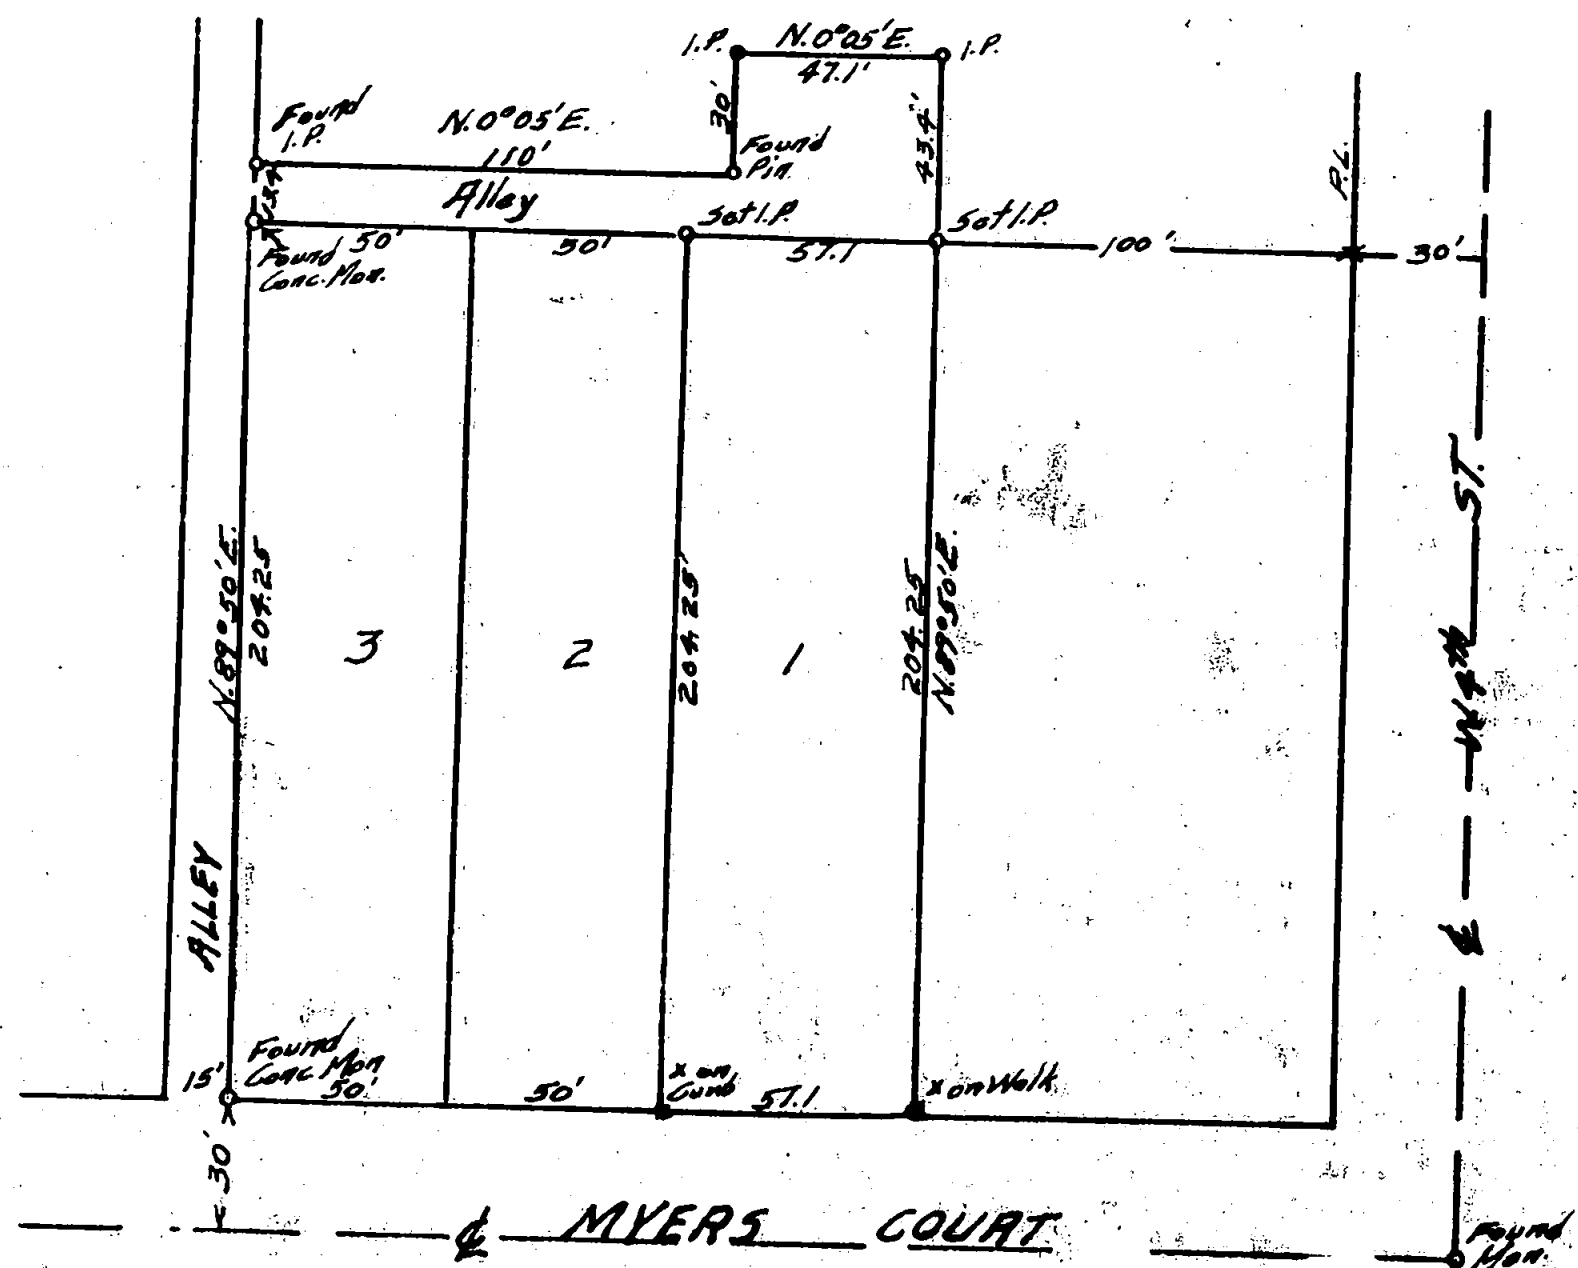 I.P.
N.0°05'E.
I.P.
47.1'
30'
43.4'
Found
I.P.
N.0°05'E.
110'
Found
Pin
P.L.
13.4
Alley
Set I.P.
Set I.P.
50'
50'
57.1
100'
30'
Found
Conc. Mon.
N.89°50'E.
204.25
204.25'
204.25
N.89°50'E.
3
2
1
℄ W 4th ST.
ALLEY
15'
Found
Conc Mon
50'
50'
x on
Curb
57.1
x on Walk
30'
℄ MYERS COURT
Found
Mon.